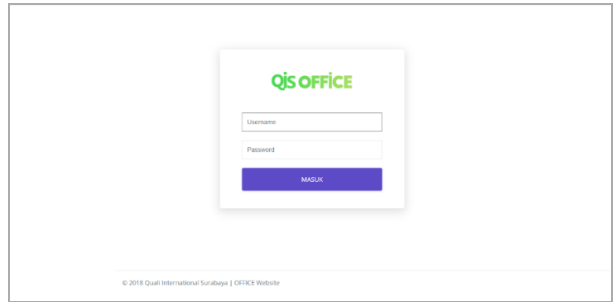 Qis OFFICE
Username
Password
MASUK
© 2018 Quali International Surabaya | OFFICE Website